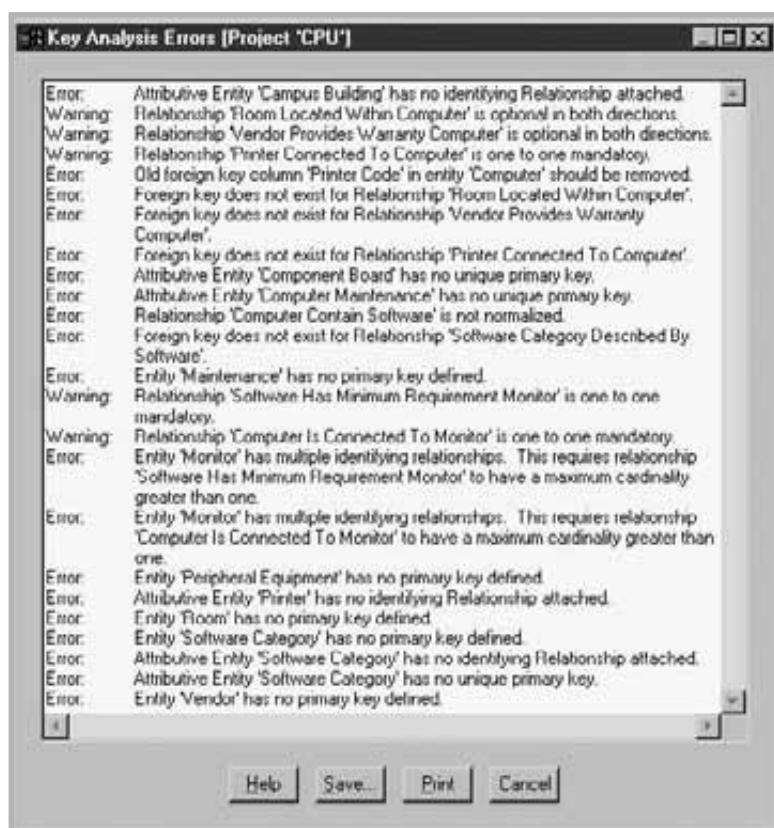 Key Analysis Errors (Project 'CPU')
Error: Attributive Entity 'Campus Building' has no identifying Relationship attached.
Warning: Relationship 'Room Located Within Computer' is optional in both directions.
Warning: Relationship 'Vendor Provides Warranty Computer' is optional in both directions.
Warning: Relationship 'Printer Connected To Computer' is one to one mandatory.
Error: Old foreign key column 'Printer Code' in entity 'Computer' should be removed.
Error: Foreign key does not exist for Relationship 'Room Located Within Computer'.
Error: Foreign key does not exist for Relationship 'Vendor Provides Warranty
Computer'.
Error: Foreign key does not exist for Relationship 'Printer Connected To Computer'.
Error: Attributive Entity 'Component Board' has no unique primary key.
Error: Attributive Entity 'Computer Maintenance' has no unique primary key.
Error: Relationship 'Computer Contain Software' is not normalized.
Error: Foreign key does not exist for Relationship 'Software Category Described By
Software'.
Error: Entity 'Maintenance' has no primary key defined.
Warning: Relationship 'Software Has Minimum Requirement Monitor' is one to one
mandatory.
Warning: Relationship 'Computer Is Connected To Monitor' is one to one mandatory.
Error: Entity 'Monitor' has multiple identifying relationships. This requires relationship
'Software Has Minimum Requirement Monitor' to have a maximum cardinality
greater than one.
Error: Entity 'Monitor' has multiple identifying relationships. This requires relationship
'Computer Is Connected To Monitor' to have a maximum cardinality greater than
one.
Error: Entity 'Peripheral Equipment' has no primary key defined.
Error: Attributive Entity 'Printer' has no identifying Relationship attached.
Error: Entity 'Room' has no primary key defined.
Error: Entity 'Software Category' has no primary key defined.
Error: Attributive Entity 'Software Category' has no identifying Relationship attached.
Error: Attributive Entity 'Software Category' has no unique primary key.
Error: Entity 'Vendor' has no primary key defined.
Help Save... Print Cancel